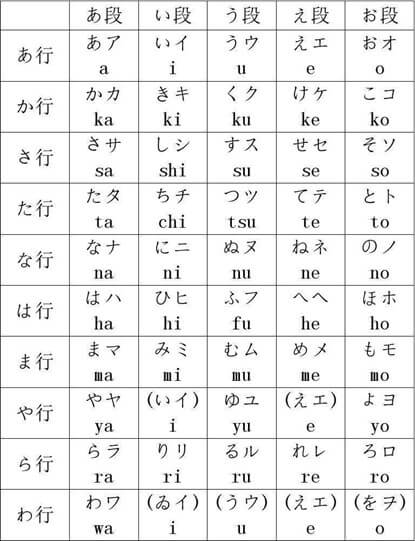 あ段 い段 う段 え段 お段
あ行 あア いイ うウ えエ おオ
a i u e o
か行 かカ きキ くク けケ こコ
ka ki ku ke ko
さ行 さサ しシ すス せセ そソ
sa shi su se so
た行 たタ ちチ つツ てテ とト
ta chi tsu te to
な行 なナ にニ ぬヌ ねネ のノ
na ni nu ne no
は行 はハ ひヒ ふフ へヘ ほホ
ha hi fu he ho
ま行 まマ みミ むム めメ もモ
ma mi mu me mo
や行 やヤ (いイ) ゆユ (えエ) よヨ
ya i yu e yo
ら行 らラ りリ るル れレ ろロ
ra ri ru re ro
わ行 わワ (ゐイ) (うウ) (えエ) (をヲ)
wa i u e o